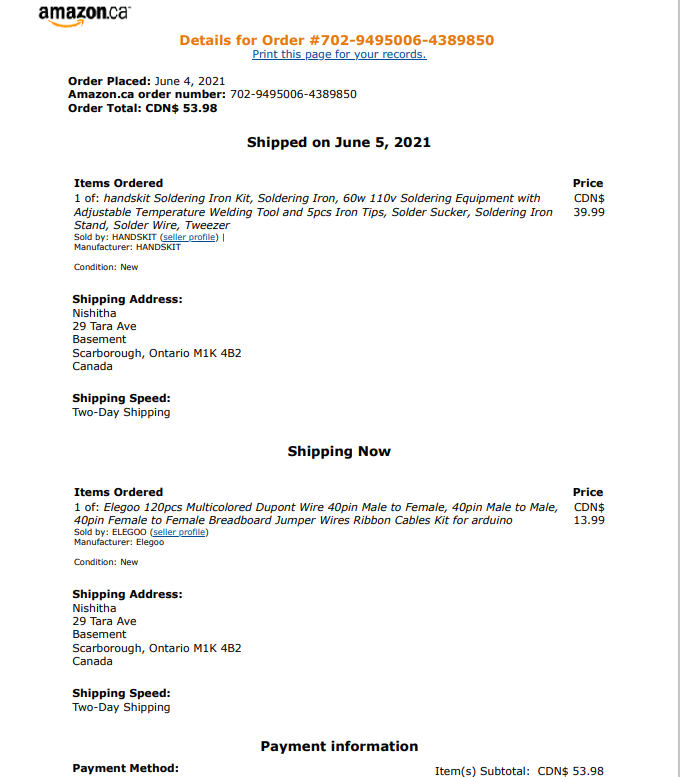 amazon.ca
Details for Order #702-9495006-4389850
Print this page for your records.
Order Placed: June 4, 2021
Amazon.ca order number: 702-9495006-4389850
Order Total: CDN$ 53.98
Shipped on June 5, 2021
Items Ordered Price
1 of: handskit Soldering Iron Kit, Soldering Iron, 60w 110v Soldering Equipment with CDN$
Adjustable Temperature Welding Tool and 5pcs Iron Tips, Solder Sucker, Soldering Iron 39.99
Stand, Solder Wire, Tweezer
Sold by: HANDSKIT (seller profile) |
Manufacturer: HANDSKIT
Condition: New
Shipping Address:
Nishitha
29 Tara Ave
Basement
Scarborough, Ontario M1K 4B2
Canada
Shipping Speed:
Two-Day Shipping
Shipping Now
Items Ordered Price
1 of: Elegoo 120pcs Multicolored Dupont Wire 40pin Male to Female, 40pin Male to Male, CDN$
40pin Female to Female Breadboard Jumper Wires Ribbon Cables Kit for arduino 13.99
Sold by: ELEGOO (seller profile)
Manufacturer: Elegoo
Condition: New
Shipping Address:
Nishitha
29 Tara Ave
Basement
Scarborough, Ontario M1K 4B2
Canada
Shipping Speed:
Two-Day Shipping
Payment information
Payment Method: Item(s) Subtotal: CDN$ 53.98